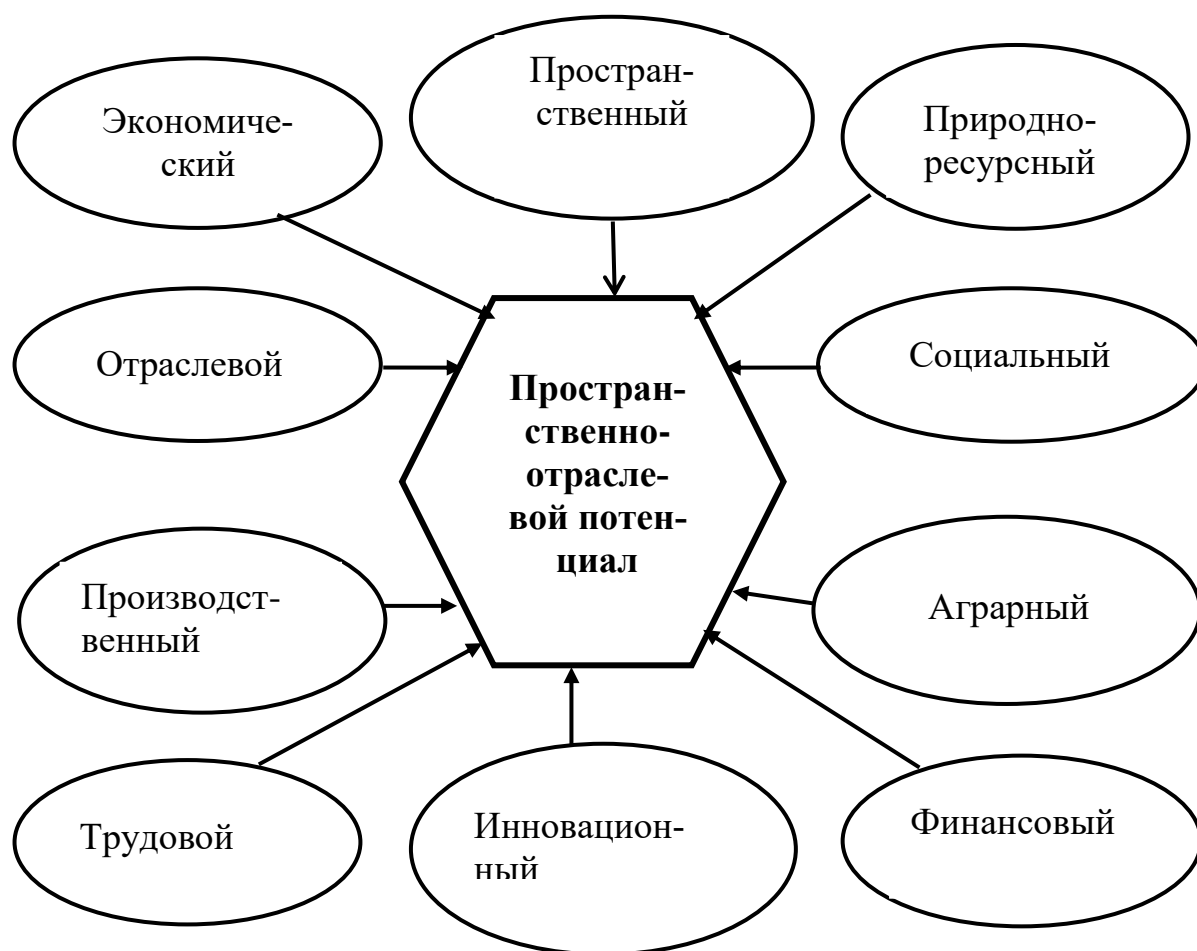 Экономиче-
ский
Простран-
ственный
Природно-
ресурсный
Отраслевой
Простран-
ственно-
отрасле-
вой потен-
циал
Социальный
Производст-
венный
Аграрный
Трудовой
Инновацион-
ный
Финансовый